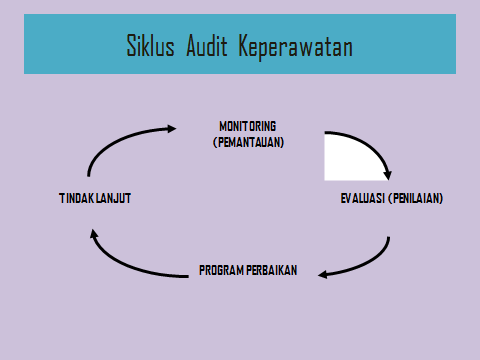 Siklus Audit Keperawatan
MONITORING
(PEMANTAUAN)
TINDAK LANJUT
EVALUASI (PENILAIAN)
PROGRAM PERBAIKAN